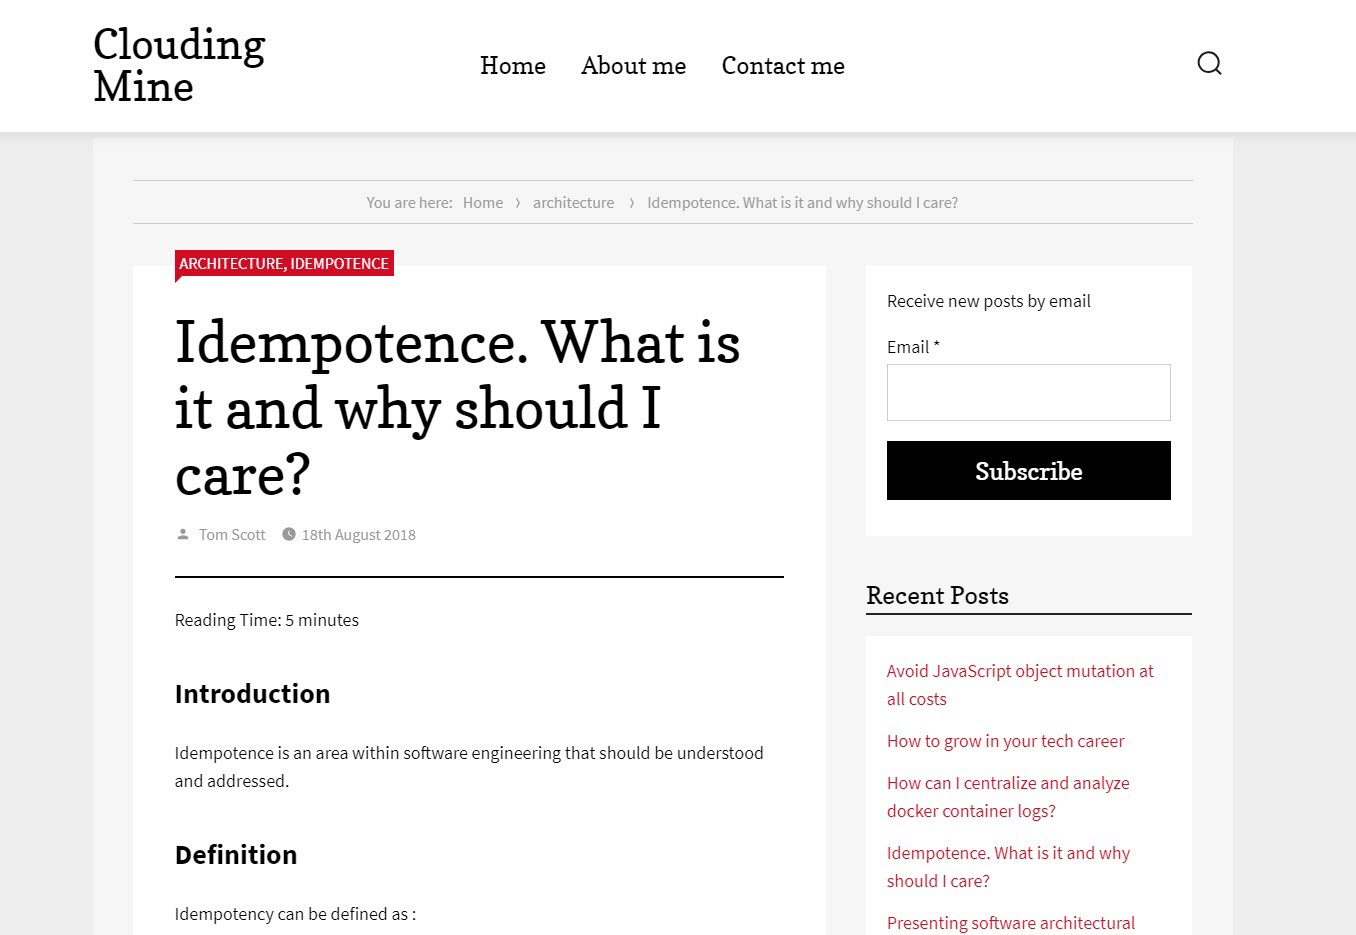 Clouding
Mine
Home
About me
Contact me
You are here: Home › architecture › Idempotence. What is it and why should I care?
ARCHITECTURE, IDEMPOTENCE
Idempotence. What is
it and why should I
care?
Tom Scott 18th August 2018
Reading Time: 5 minutes
Introduction
Idempotence is an area within software engineering that should be understood
and addressed.
Definition
Idempotency can be defined as :
Receive new posts by email
Email *
Subscribe
Recent Posts
Avoid JavaScript object mutation at
all costs
How to grow in your tech career
How can I centralize and analyze
docker container logs?
Idempotence. What is it and why
should I care?
Presenting software architectural